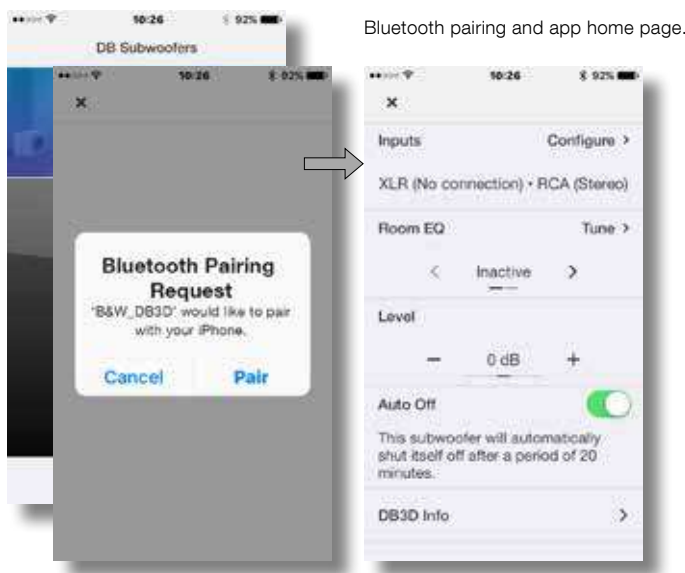 Bluetooth pairing and app home page.
10:26
92%
DB Subwoofers
10:26
92%
×
Bluetooth Pairing
Request
"B&W_DB3D" would like to pair
with your iPhone.
Cancel Pair
10:26
92%
×
Inputs Configure >
XLR (No connection) • RCA (Stereo)
Room EQ Tune >
< Inactive >
Level
− 0 dB +
Auto Off
This subwoofer will automatically
shut itself off after a period of 20
minutes.
DB3D Info >